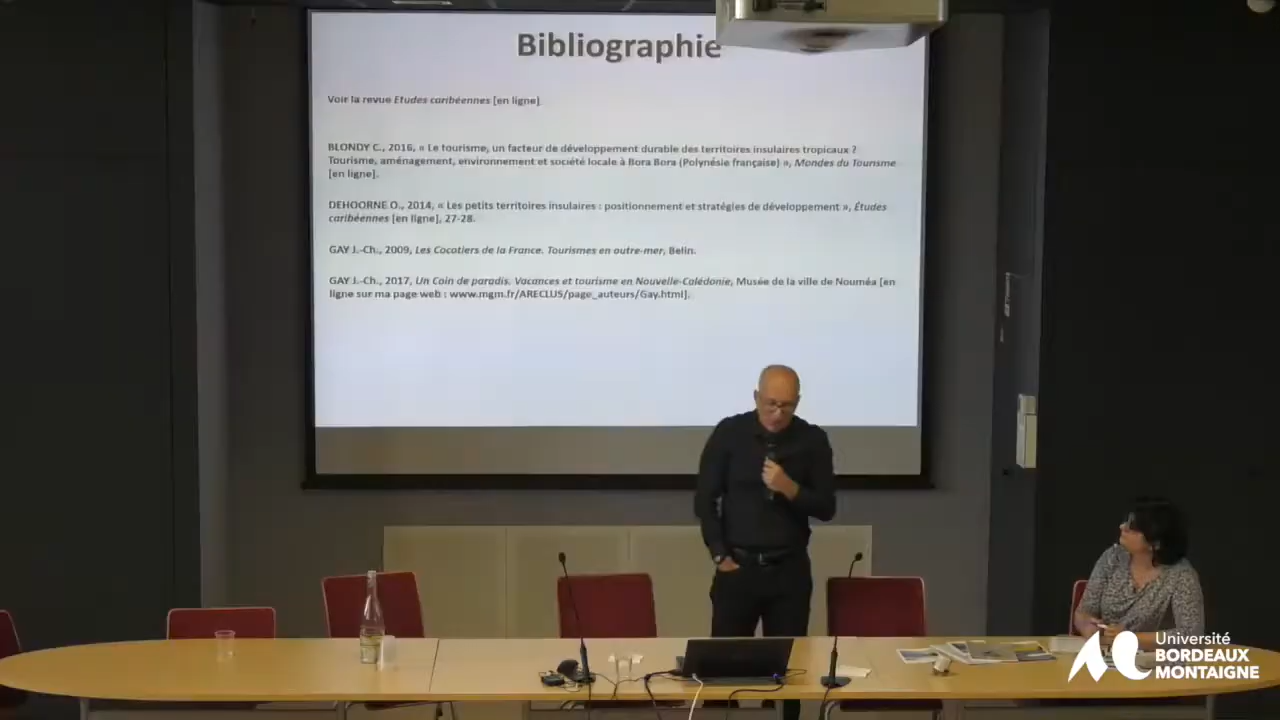 Bibliographie
Voir la revue Etudes caribéennes [en ligne].
BLONDY C., 2016, « Le tourisme, un facteur de développement durable des territoires insulaires tropicaux ?
Tourisme, aménagement, environnement et société locale à Bora Bora (Polynésie française) », Mondes du Tourisme
[en ligne].
DEHOORNE O., 2014, « Les petits territoires insulaires : positionnement et stratégies de développement », Études
caribéennes [en ligne], 27-28.
GAY J.-Ch., 2009, Les Cocotiers de la France. Tourismes en outre-mer, Belin.
GAY J.-Ch., 2017, Un Coin de paradis. Vacances et tourisme en Nouvelle-Calédonie, Musée de la ville de Nouméa [en
ligne sur ma page web : www.mgm.fr/ARECLUS/page_auteurs/Gay.html].
Université
BORDEAUX
MONTAIGNE